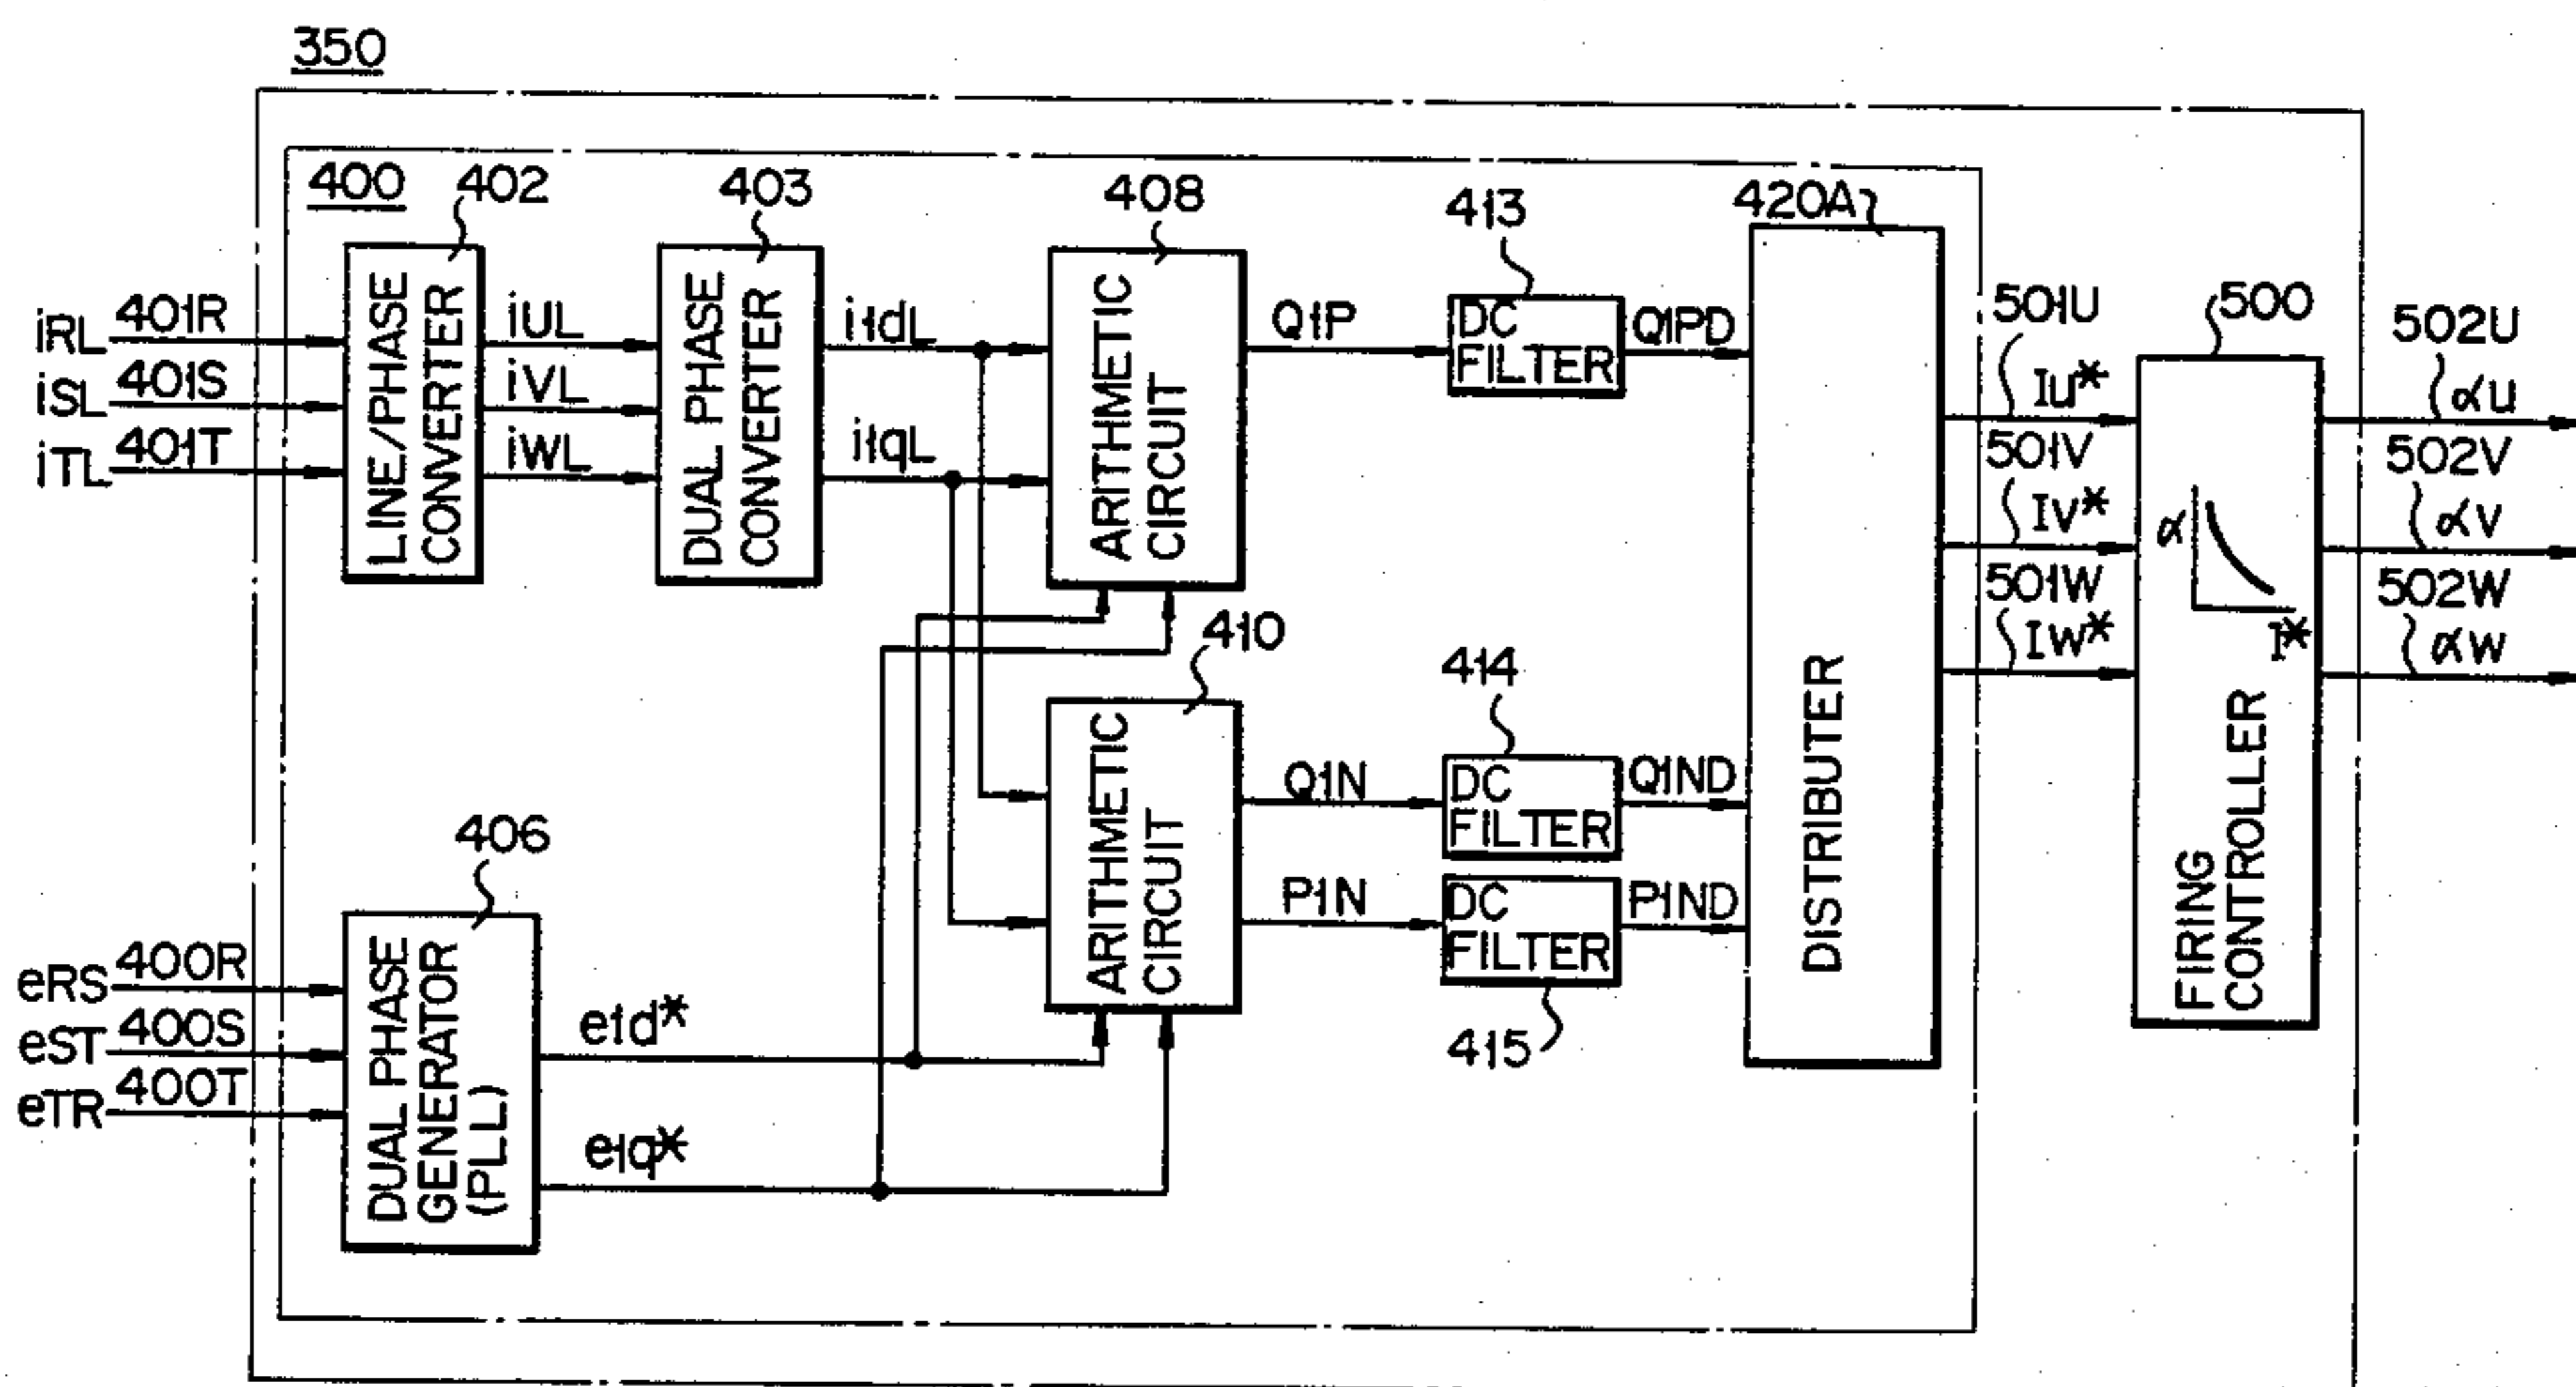 350
400
402
403
408
413
420A
iRL 401R
iSL 401S
iTL 401T
LINE/PHASE
CONVERTER
iUL
iVL
iWL
DUAL PHASE
CONVERTER
i1dL
i1qL
ARITHMETIC
CIRCUIT
Q1P
DC
FILTER
Q1PD
DISTRIBUTER
501U
Iu*
501V
Iv*
501W
Iw*
500
α
I*
FIRING
CONTROLLER
502U
αu
502V
αv
502W
αw
410
ARITHMETIC
CIRCUIT
414
Q1N
DC
FILTER
Q1ND
P1N
DC
FILTER
P1ND
415
406
eRS 400R
eST 400S
eTR 400T
DUAL PHASE
GENERATOR
(PLL)
e1d*
e1q*